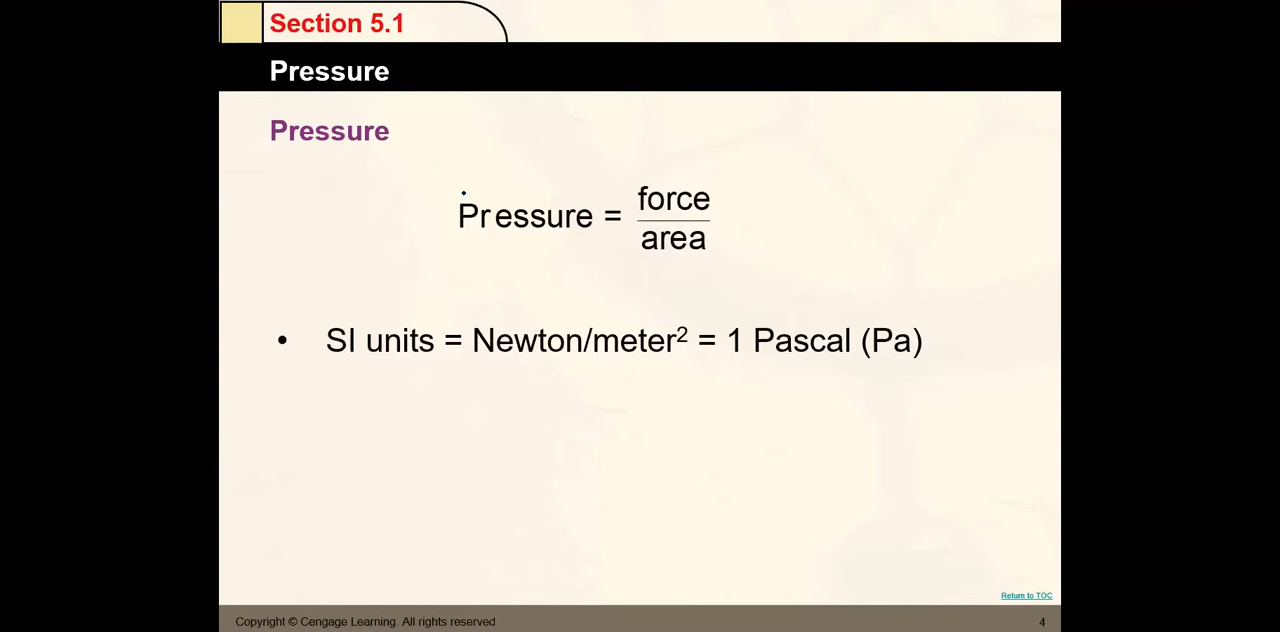 Section 5.1
Pressure
Pressure
Pressure = force
area
• SI units = Newton/meter² = 1 Pascal (Pa)
Return to TOC
Copyright © Cengage Learning. All rights reserved
4